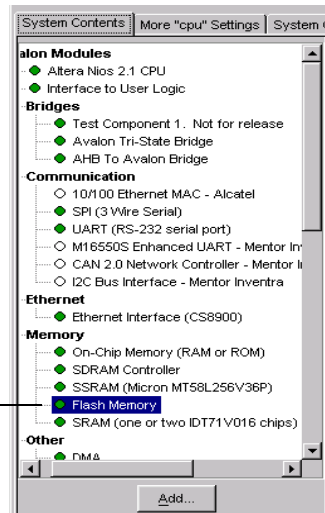 System Contents More "cpu" Settings System
alon Modules
Altera Nios 2.1 CPU
Interface to User Logic
Bridges
Test Component 1. Not for release
Avalon Tri-State Bridge
AHB To Avalon Bridge
Communication
10/100 Ethernet MAC - Alcatel
SPI (3 Wire Serial)
UART (RS-232 serial port)
M16550S Enhanced UART - Mentor Inv
CAN 2.0 Network Controller - Mentor I
I2C Bus Interface - Mentor Inventra
Ethernet
Ethernet Interface (CS8900)
Memory
On-Chip Memory (RAM or ROM)
SDRAM Controller
SSRAM (Micron MT58L256V36P)
Flash Memory
SRAM (one or two IDT71V016 chips)
Other
DMA
Add...